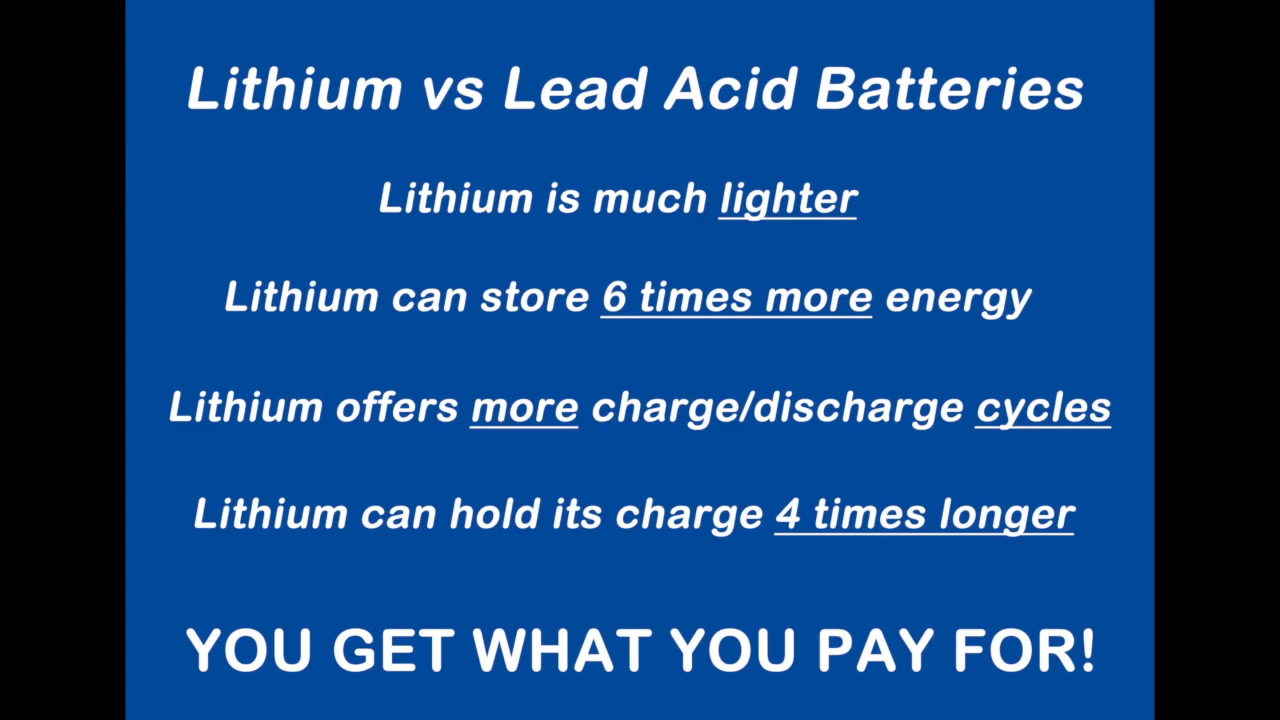 Lithium vs Lead Acid Batteries
Lithium is much lighter
Lithium can store 6 times more energy
Lithium offers more charge/discharge cycles
Lithium can hold its charge 4 times longer
YOU GET WHAT YOU PAY FOR!